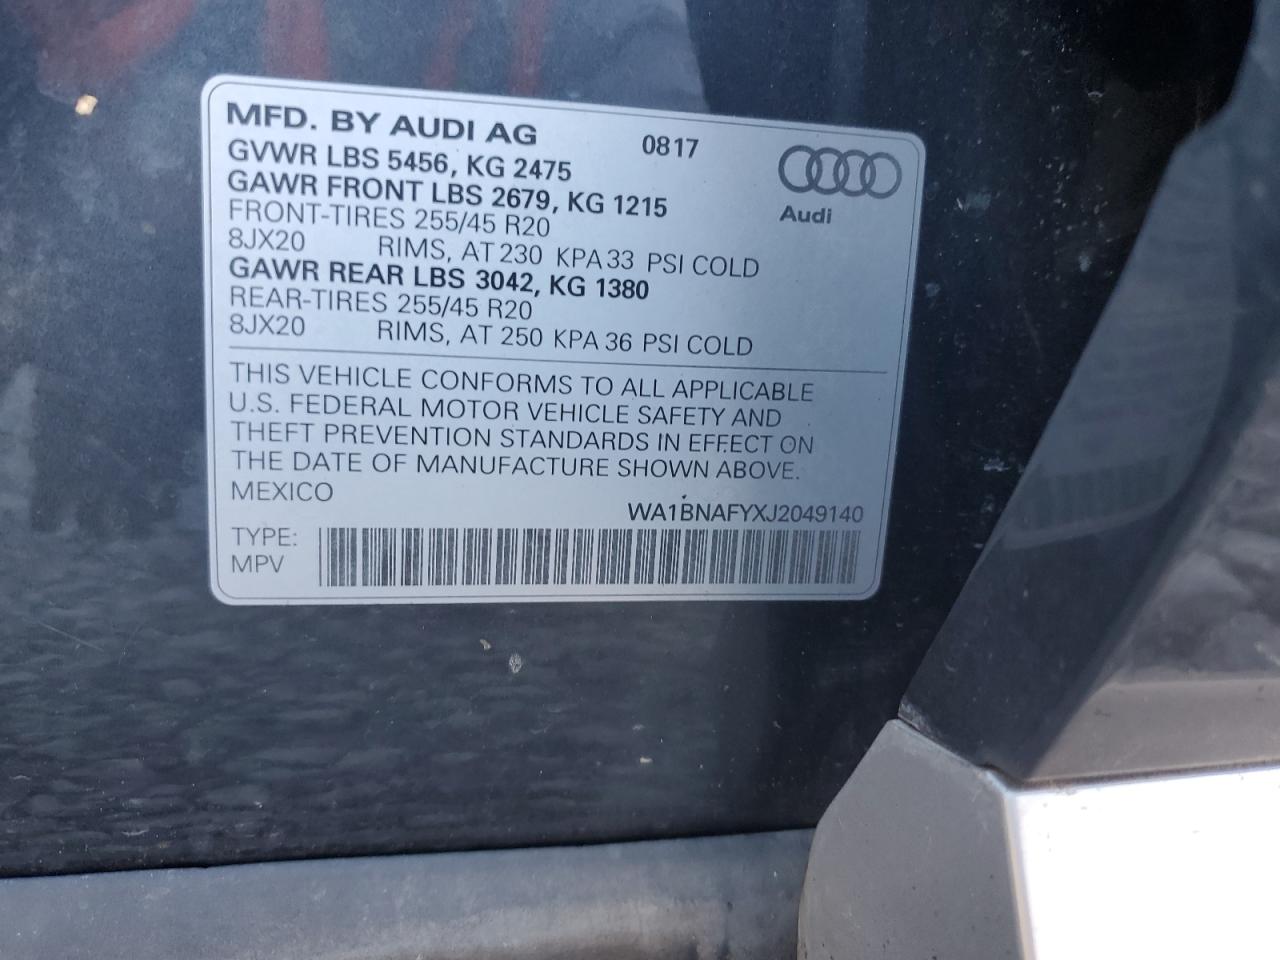 MFD. BY AUDI AG 0817
GVWR LBS 5456, KG 2475
GAWR FRONT LBS 2679, KG 1215
Audi
FRONT-TIRES 255/45 R20
8JX20 RIMS, AT 230 KPA 33 PSI COLD
GAWR REAR LBS 3042, KG 1380
REAR-TIRES 255/45 R20
8JX20 RIMS, AT 250 KPA 36 PSI COLD
THIS VEHICLE CONFORMS TO ALL APPLICABLE
U.S. FEDERAL MOTOR VEHICLE SAFETY AND
THEFT PREVENTION STANDARDS IN EFFECT ON
THE DATE OF MANUFACTURE SHOWN ABOVE.
MEXICO WA1BNAFYXJ2049140
TYPE:
MPV